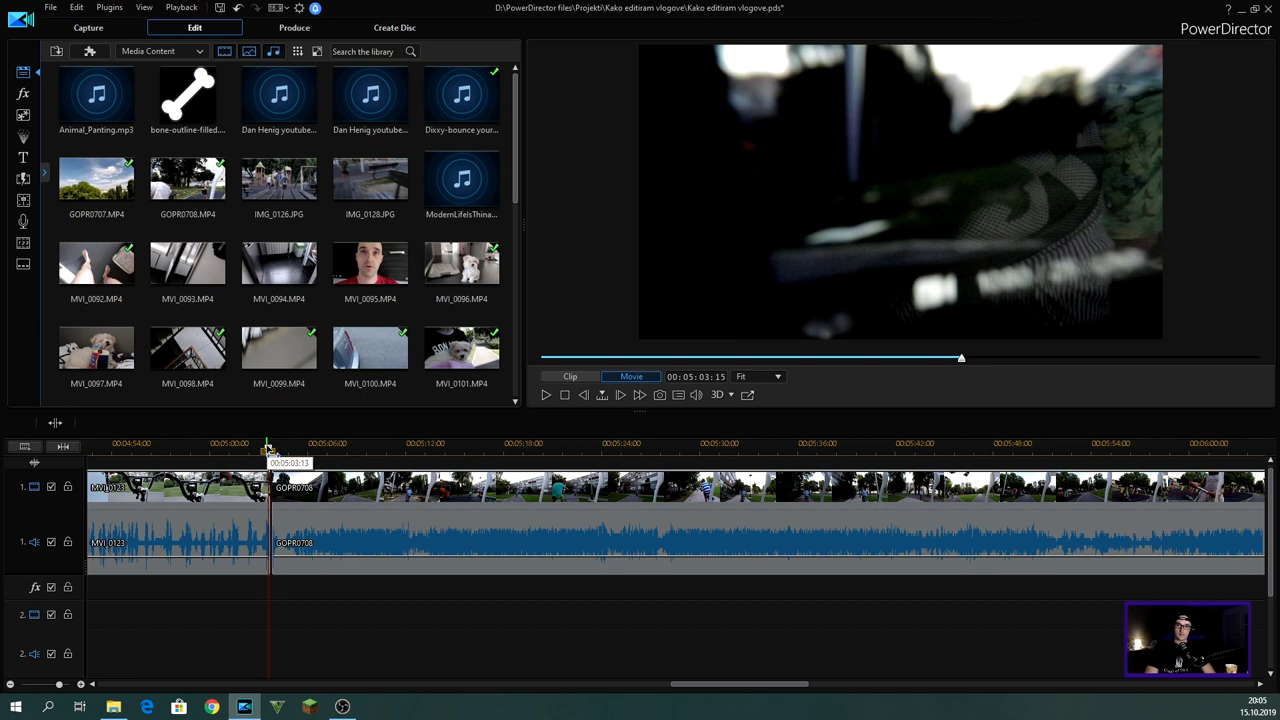 File Edit Plugins View Playback
D:\PowerDirector files\Projekti\Kako editiram vlogove\Kako editiram vlogove.pds*
Capture Edit Produce Create Disc
PowerDirector
Media Content Search the library
Animal_Panting.mp3 bone-outline-filled.... Dan Henig youtube... Dan Henig youtube... Dixxy-bounce your...
GOPR0707.MP4 GOPR0708.MP4 IMG_0126.JPG IMG_0128.JPG ModernLifeIsThina...
MVI_0092.MP4 MVI_0093.MP4 MVI_0094.MP4 MVI_0095.MP4 MVI_0096.MP4
MVI_0097.MP4 MVI_0098.MP4 MVI_0099.MP4 MVI_0100.MP4 MVI_0101.MP4
Clip Movie 00:05:03:15 Fit
3D
00:04:54:00 00:05:00:00 00:05:06:00 00:05:12:00 00:05:18:00 00:05:24:00 00:05:30:00 00:05:36:00 00:05:42:00 00:05:48:00 00:05:54:00 00:06:00:00
00:05:03:13
1. MVI_0123 GOPR0708
1. MVI_0123 GOPR0708
fx
2.
2.
20:05
15.10.2019